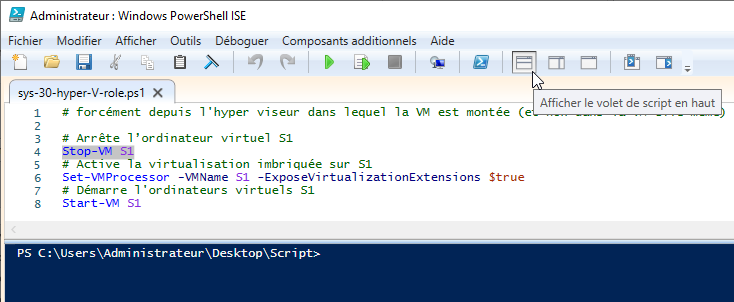 Administrateur : Windows PowerShell ISE
Fichier Modifier Afficher Outils Déboguer Composants additionnels Aide
sys-30-hyper-V-role.ps1
Afficher le volet de script en haut
1 # forcément depuis l'hyper viseur dans lequel la VM est montée
2
3 # Arrête l'ordinateur virtuel S1
4 Stop-VM S1
5 # Active la virtualisation imbriquée sur S1
6 Set-VMProcessor -VMName S1 -ExposeVirtualizationExtensions $true
7 # Démarre l'ordinateurs virtuels S1
8 Start-VM S1
PS C:\Users\Administrateur\Desktop\Script>